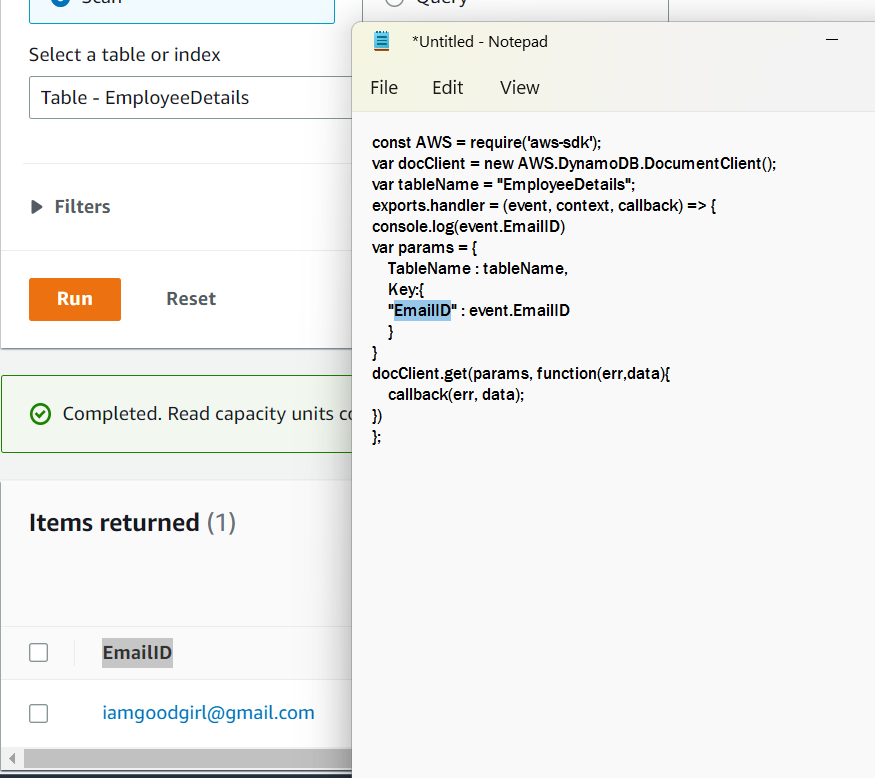 Scan
Query
Select a table or index
Table - EmployeeDetails
Filters
Run
Reset
Completed. Read capacity units co
Items returned (1)
EmailID
iamgoodgirl@gmail.com
*Untitled - Notepad
File Edit View
const AWS = require('aws-sdk');
var docClient = new AWS.DynamoDB.DocumentClient();
var tableName = "EmployeeDetails";
exports.handler = (event, context, callback) => {
console.log(event.EmailID)
var params = {
TableName : tableName,
Key:{
"EmailID" : event.EmailID
}
}
docClient.get(params, function(err,data){
callback(err, data);
})
};